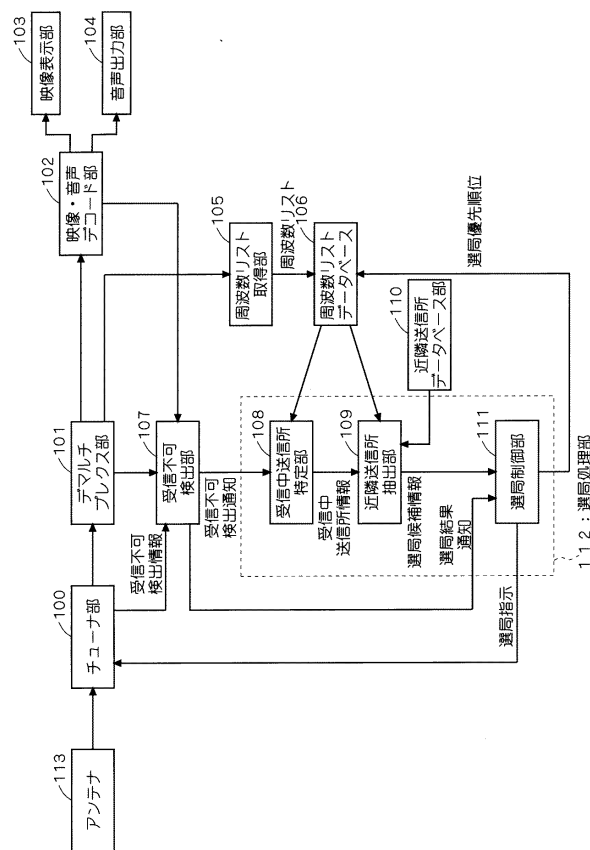 113
アンテナ
100
チューナ部
101
デマルチ
プレクス部
102
映像・音声
デコード部
103
映像表示部
104
音声出力部
受信不可
検出情報
107
受信不可
検出部
105
周波数リスト
取得部
周波数リスト
106
周波数リスト
データベース
受信不可
検出通知
108
受信中送信所
特定部
受信中
送信所情報
109
近隣送信所
抽出部
110
近隣送信所
データベース部
選局候補情報
選局結果
通知
111
選局制御部
選局指示
選局優先順位
112:選局処理部